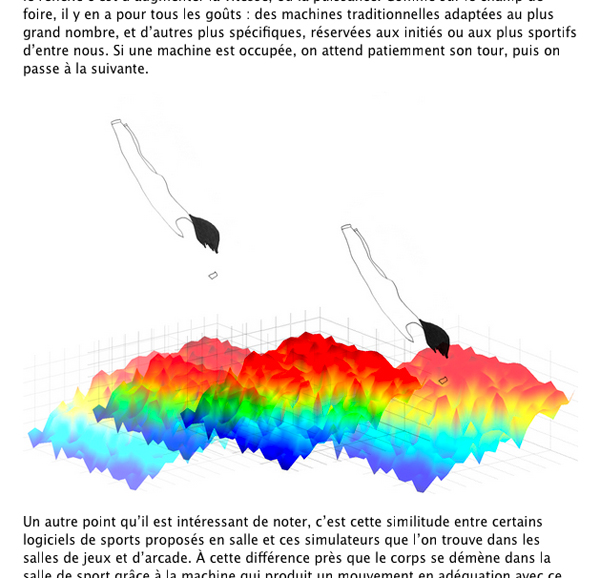 foire, il y en a pour tous les goûts : des machines traditionnelles adaptées au plus
grand nombre, et d'autres plus spécifiques, réservées aux initiés ou aux plus sportifs
d'entre nous. Si une machine est occupée, on attend patiemment son tour, puis on
passe à la suivante.
Un autre point qu'il est intéressant de noter, c'est cette similitude entre certains
logiciels de sports proposés en salle et ces simulateurs que l'on trouve dans les
salles de jeux et d'arcade. À cette différence près que le corps se démène dans la
salle de sport grâce à la machine qui produit un mouvement en adéquation avec ce